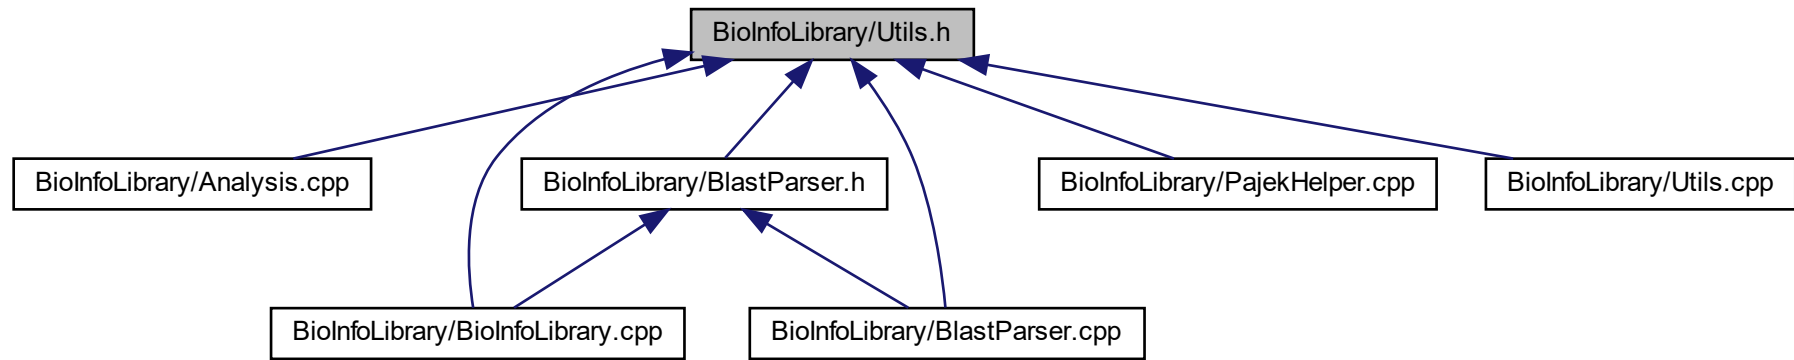 BioInfoLibrary/Utils.h
BioInfoLibrary/Analysis.cpp
BioInfoLibrary/BlastParser.h
BioInfoLibrary/PajekHelper.cpp
BioInfoLibrary/Utils.cpp
BioInfoLibrary/BioInfoLibrary.cpp
BioInfoLibrary/BlastParser.cpp